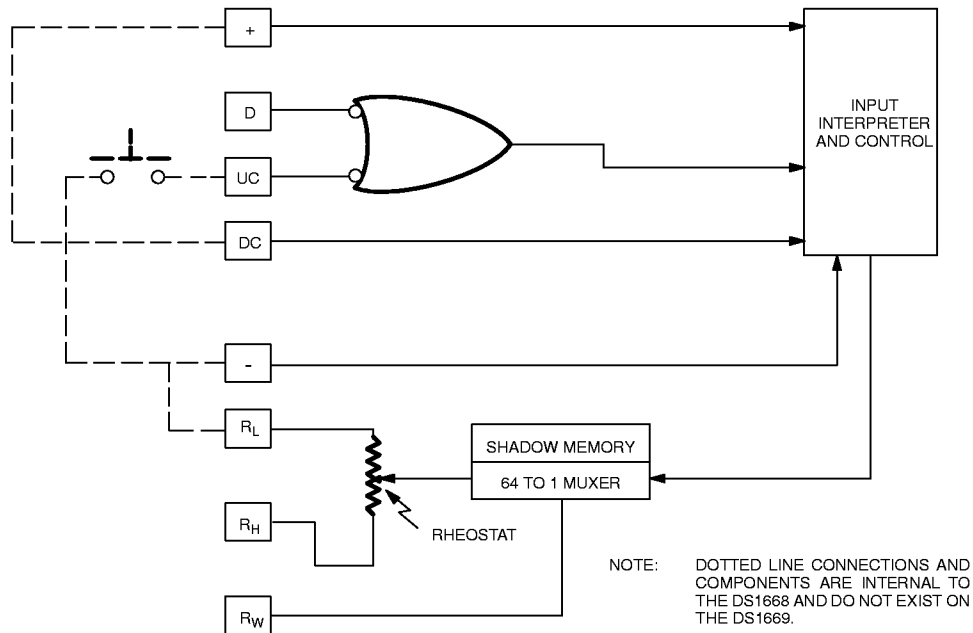 +
D
UC
DC
-
RL
RH
RW
INPUT
INTERPRETER
AND CONTROL
SHADOW MEMORY
64 TO 1 MUXER
RHEOSTAT
NOTE: DOTTED LINE CONNECTIONS AND
COMPONENTS ARE INTERNAL TO
THE DS1668 AND DO NOT EXIST ON
THE DS1669.